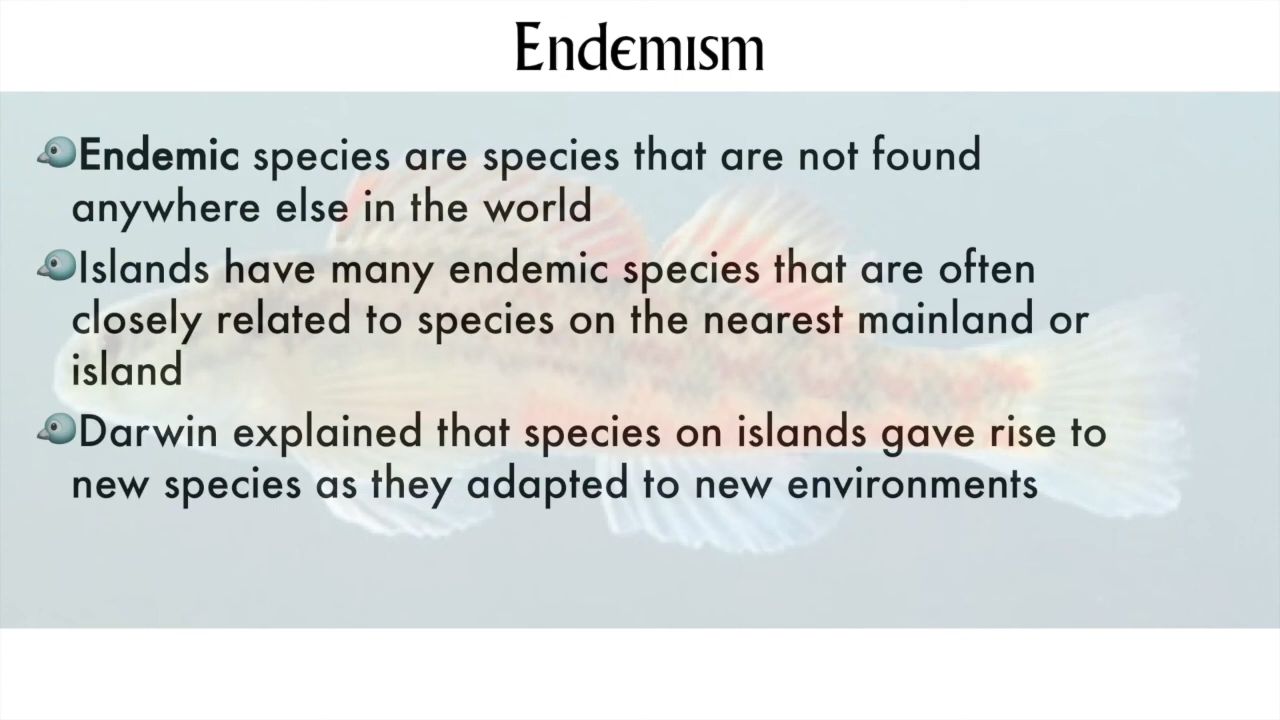 Endemism
Endemic species are species that are not found
anywhere else in the world
Islands have many endemic species that are often
closely related to species on the nearest mainland or
island
Darwin explained that species on islands gave rise to
new species as they adapted to new environments